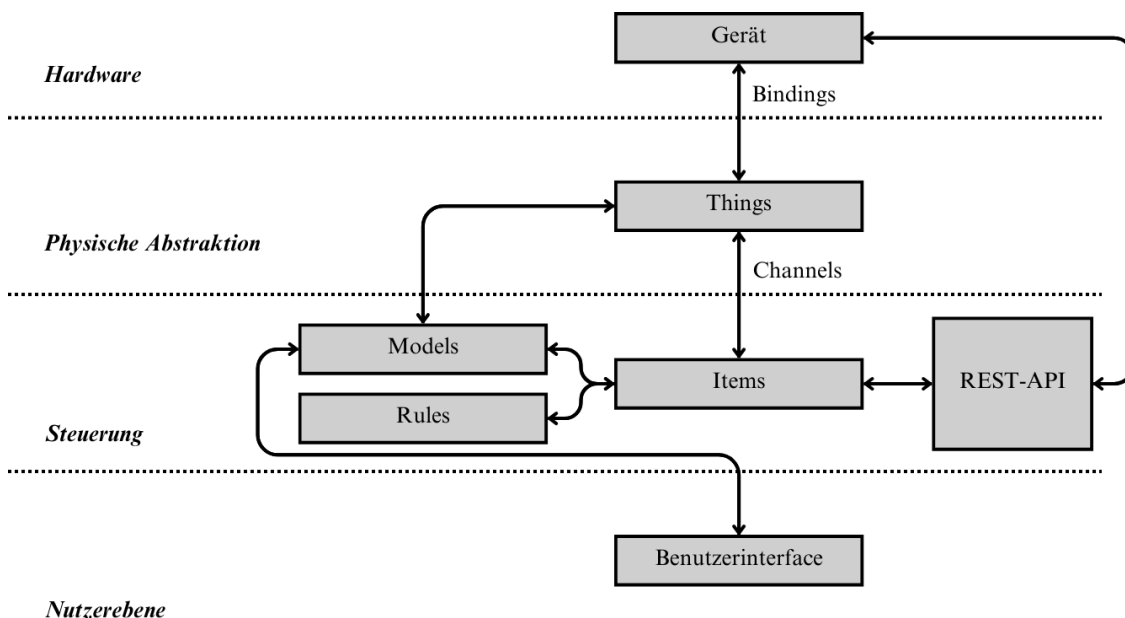 Gerät
Hardware
Bindings
Things
Physische Abstraktion
Channels
Models
Items
REST-API
Rules
Steuerung
Benutzerinterface
Nutzerebene